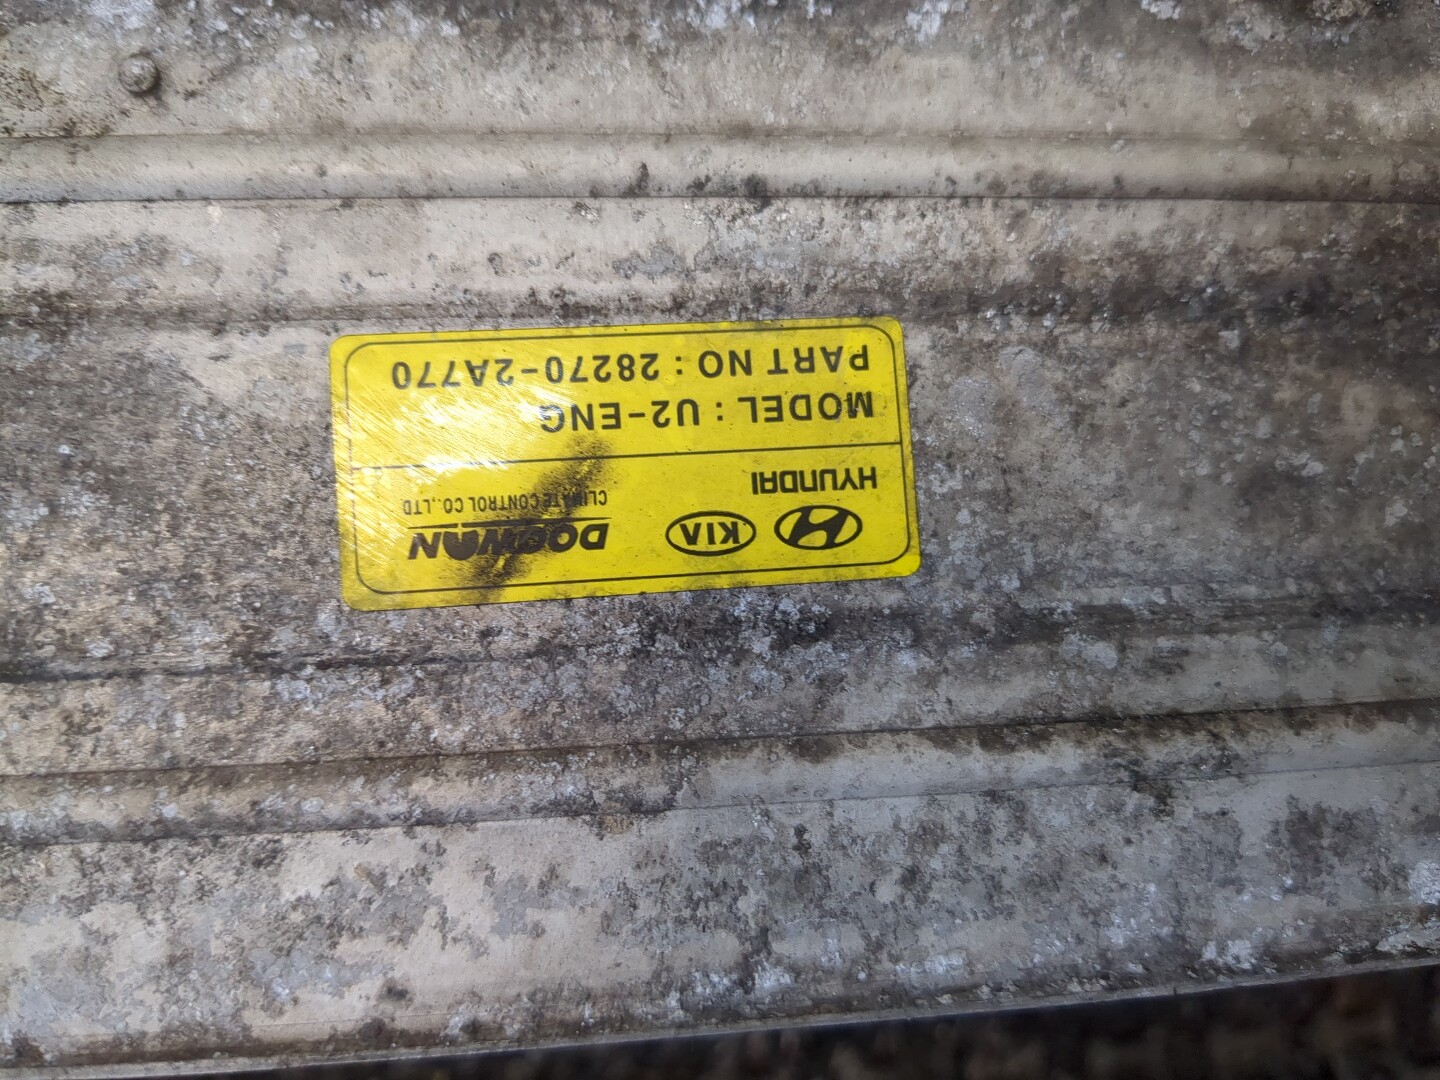 KIA
DOOWON
HYUNDAI
CLIMATE CONTROL CO.,LTD
MODEL : U2-ENG
PART NO : 28270-2A770